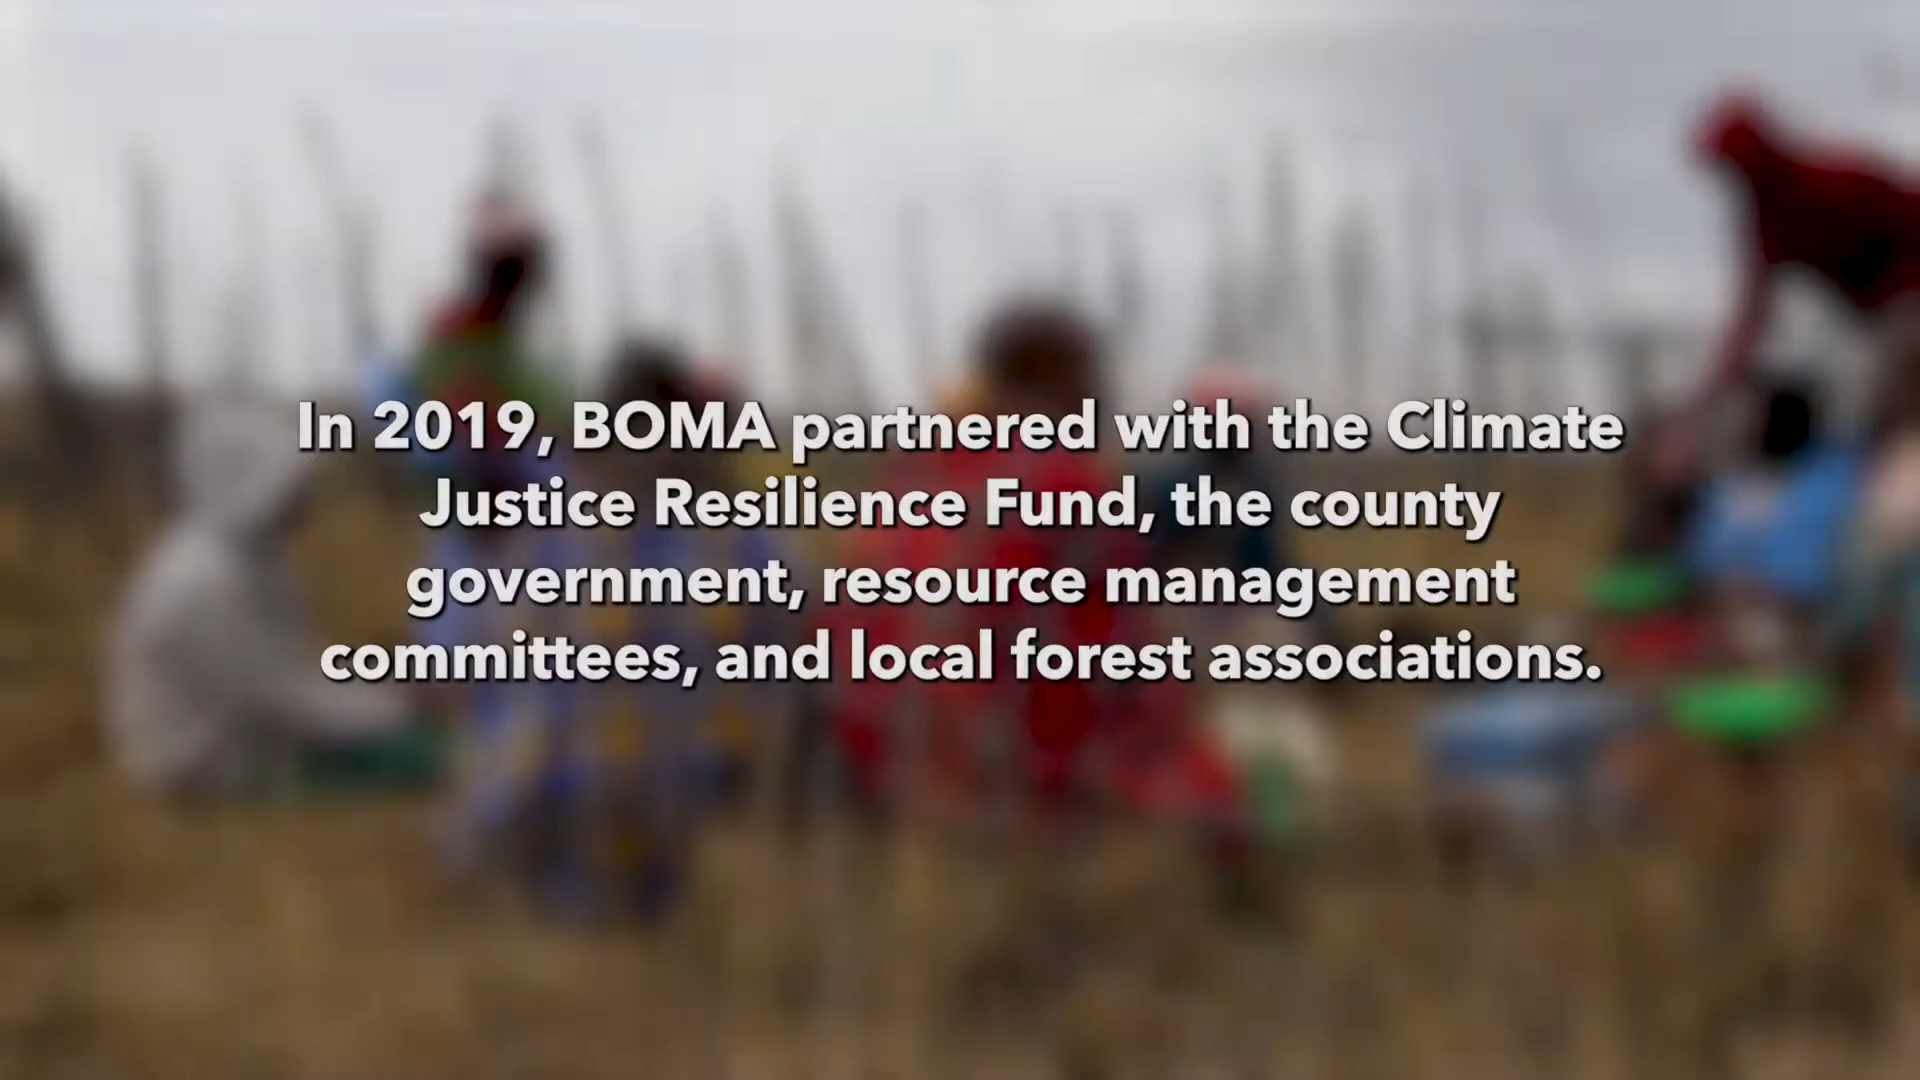 In 2019, BOMA partnered with the Climate
Justice Resilience Fund, the county
government, resource management
committees, and local forest associations.